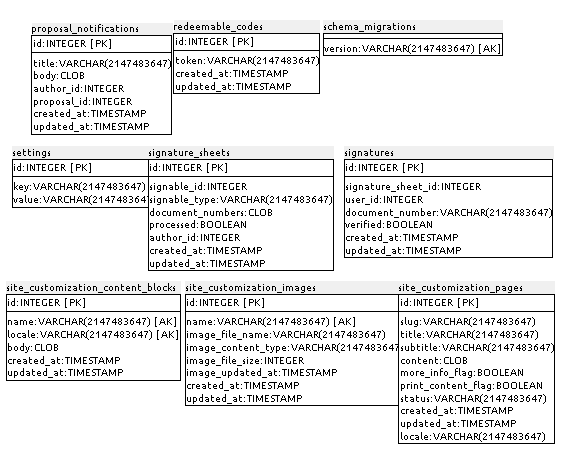 proposal_notifications
id:INTEGER [PK]
title:VARCHAR(2147483647)
body:CLOB
author_id:INTEGER
proposal_id:INTEGER
created_at:TIMESTAMP
updated_at:TIMESTAMP
redeemable_codes
id:INTEGER [PK]
token:VARCHAR(2147483647)
created_at:TIMESTAMP
updated_at:TIMESTAMP
schema_migrations
version:VARCHAR(2147483647) [AK]
settings
id:INTEGER [PK]
key:VARCHAR(2147483647)
value:VARCHAR(2147483647
signature_sheets
id:INTEGER [PK]
signable_id:INTEGER
signable_type:VARCHAR(2147483647)
document_numbers:CLOB
processed:BOOLEAN
author_id:INTEGER
created_at:TIMESTAMP
updated_at:TIMESTAMP
signatures
id:INTEGER [PK]
signature_sheet_id:INTEGER
user_id:INTEGER
document_number:VARCHAR(2147483647)
verified:BOOLEAN
created_at:TIMESTAMP
updated_at:TIMESTAMP
site_customization_content_blocks
id:INTEGER [PK]
name:VARCHAR(2147483647) [AK]
locale:VARCHAR(2147483647) [AK]
body:CLOB
created_at:TIMESTAMP
updated_at:TIMESTAMP
site_customization_images
id:INTEGER [PK]
name:VARCHAR(2147483647) [AK]
image_file_name:VARCHAR(2147483647)
image_content_type:VARCHAR(2147483647
image_file_size:INTEGER
image_updated_at:TIMESTAMP
created_at:TIMESTAMP
updated_at:TIMESTAMP
site_customization_pages
id:INTEGER [PK]
slug:VARCHAR(2147483647)
title:VARCHAR(2147483647)
subtitle:VARCHAR(2147483647)
content:CLOB
more_info_flag:BOOLEAN
print_content_flag:BOOLEAN
status:VARCHAR(2147483647)
created_at:TIMESTAMP
updated_at:TIMESTAMP
locale:VARCHAR(2147483647)